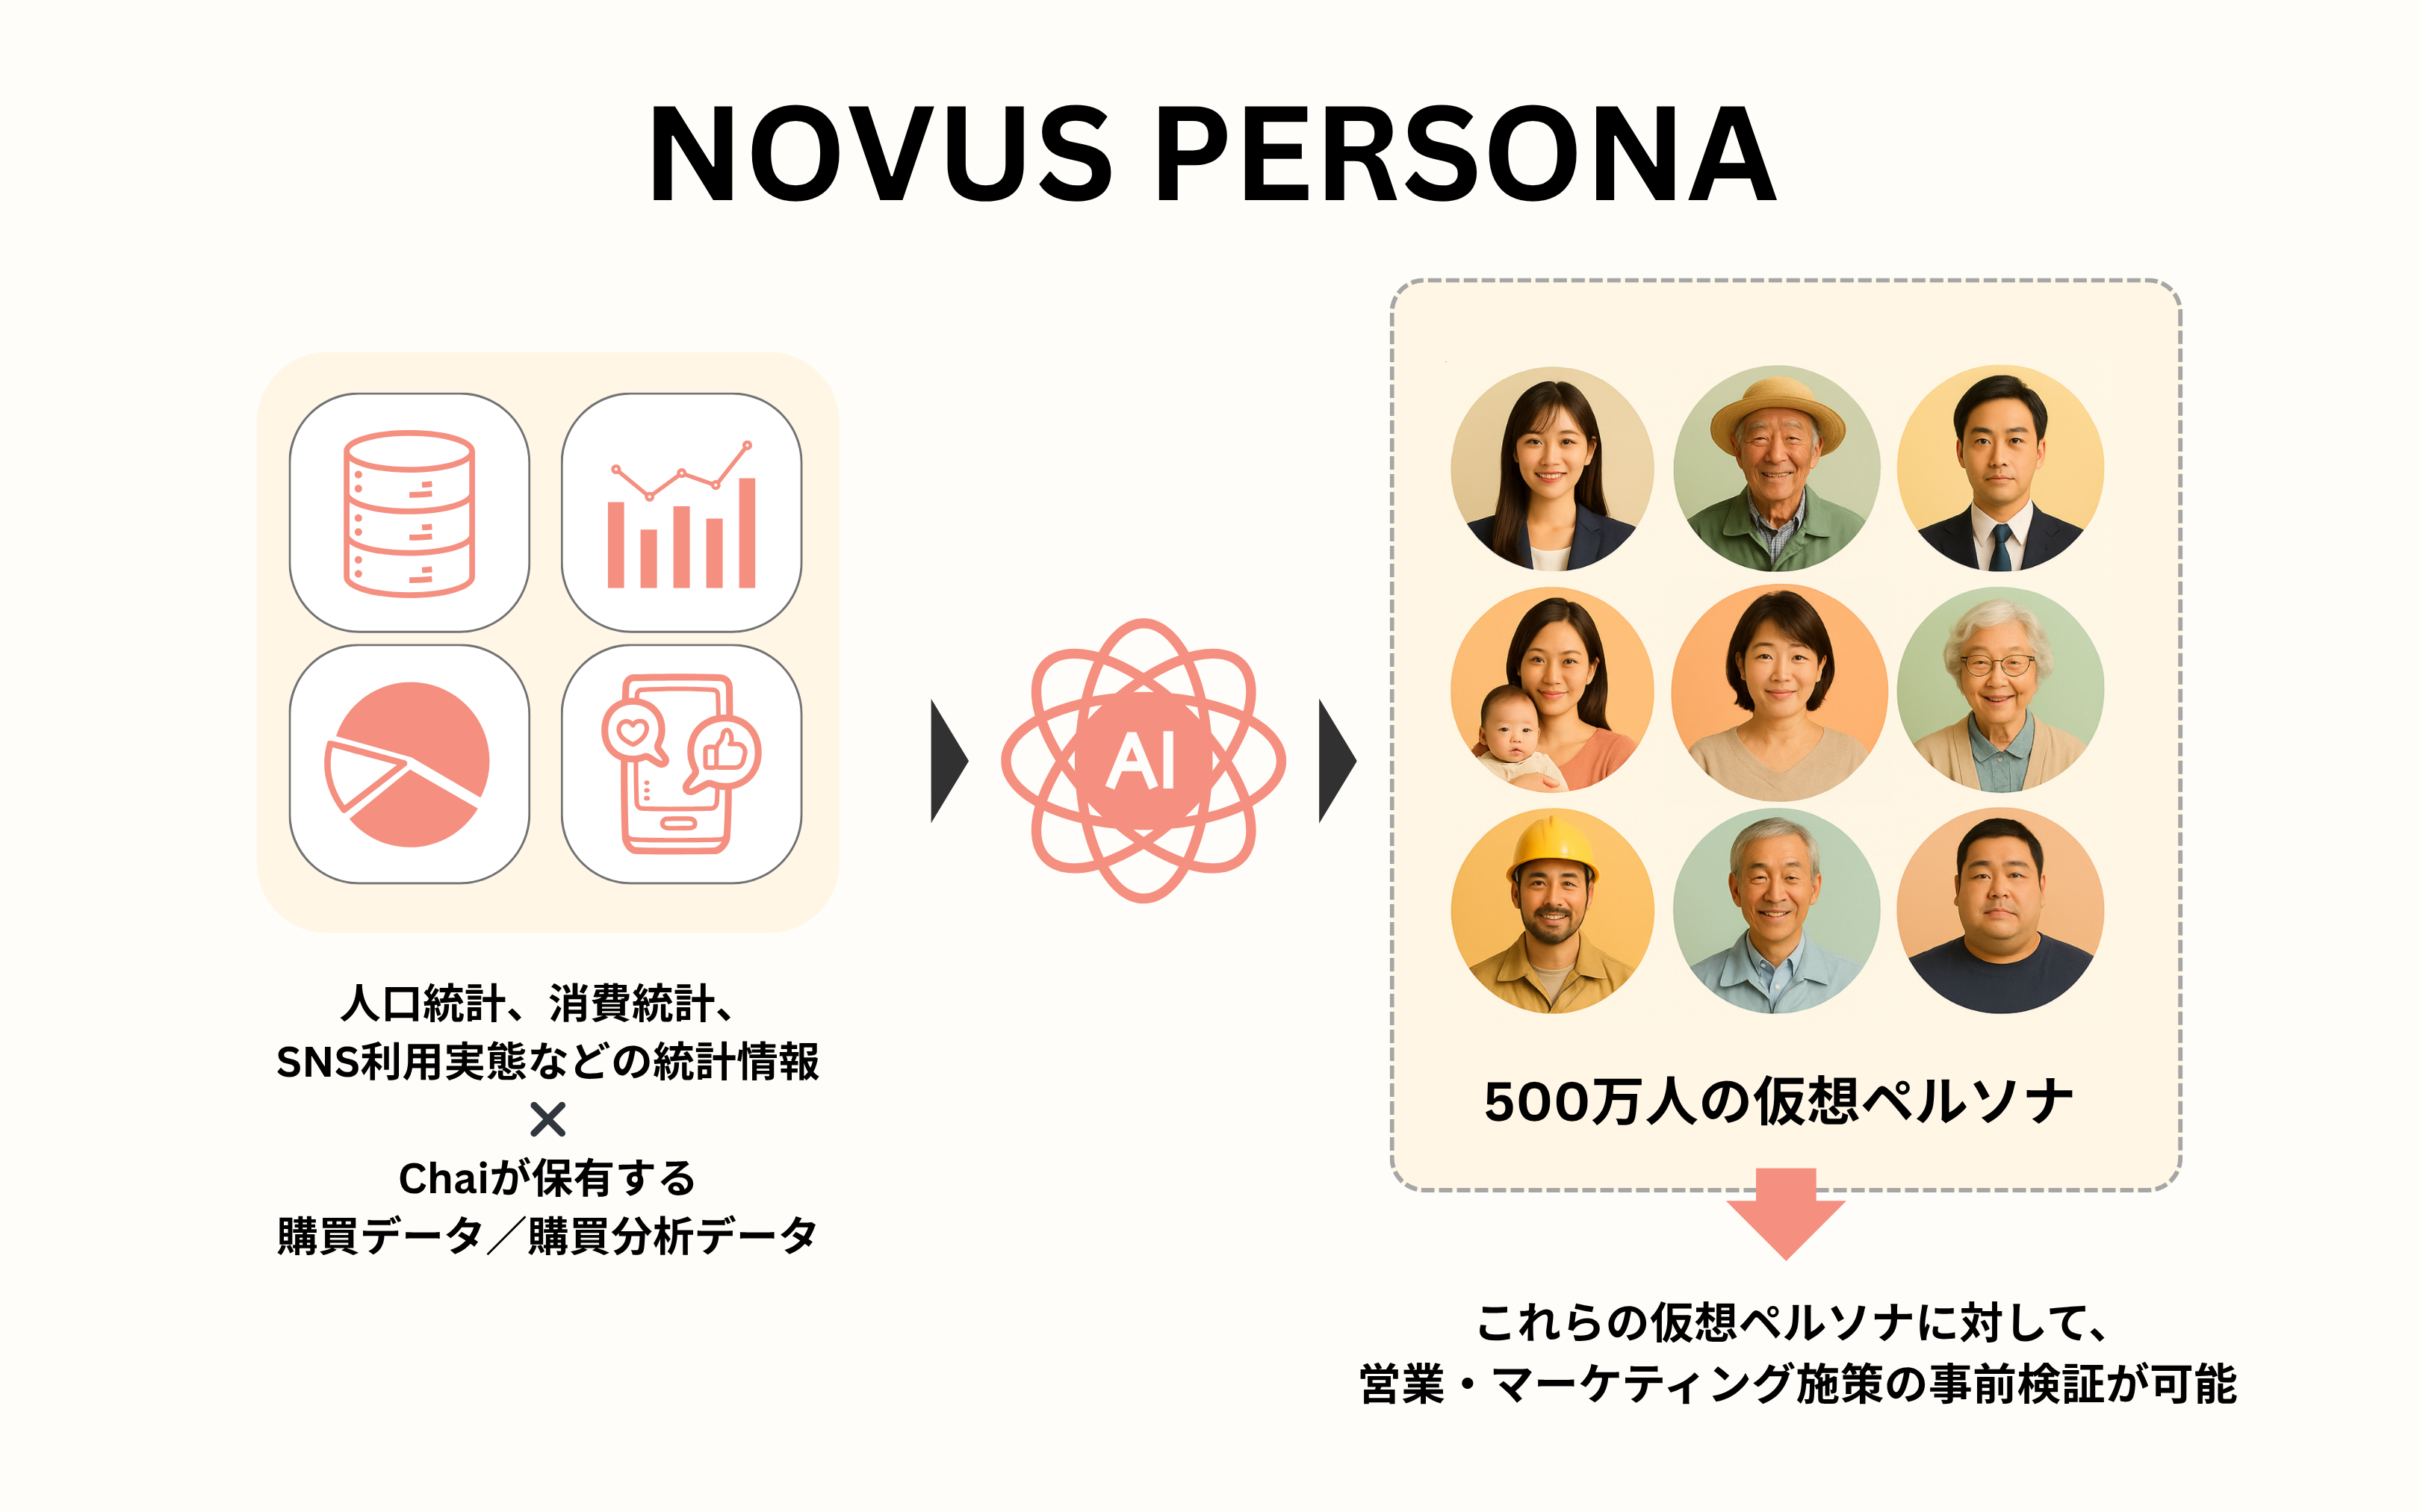 NOVUS PERSONA
人口統計、消費統計、
SNS利用実態などの統計情報
×
Chaiが保有する
購買データ／購買分析データ
AI
500万人の仮想ペルソナ
これらの仮想ペルソナに対して、
営業・マーケティング施策の事前検証が可能